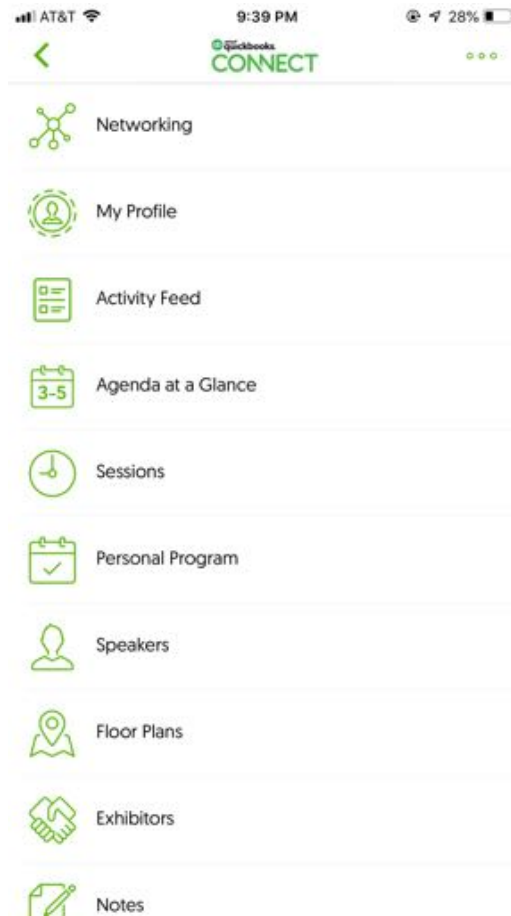 AT&T 9:39 PM 28%
quickbooks.
CONNECT
Networking
My Profile
Activity Feed
3-5 Agenda at a Glance
Sessions
Personal Program
Speakers
Floor Plans
Exhibitors
Notes